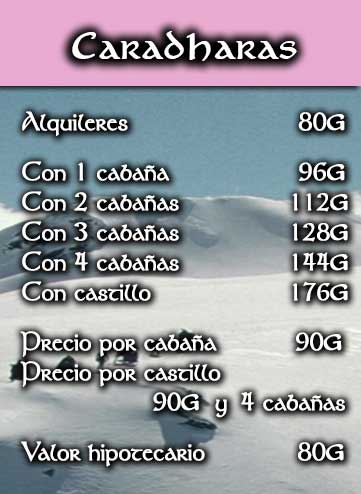 Caradharas
Alquileres 80G
Con 1 cabaña 96G
Con 2 cabañas 112G
Con 3 cabañas 128G
Con 4 cabañas 144G
Con castillo 176G
Precio por cabaña 90G
Precio por castillo
90G y 4 cabañas
Valor hipotecario 80G